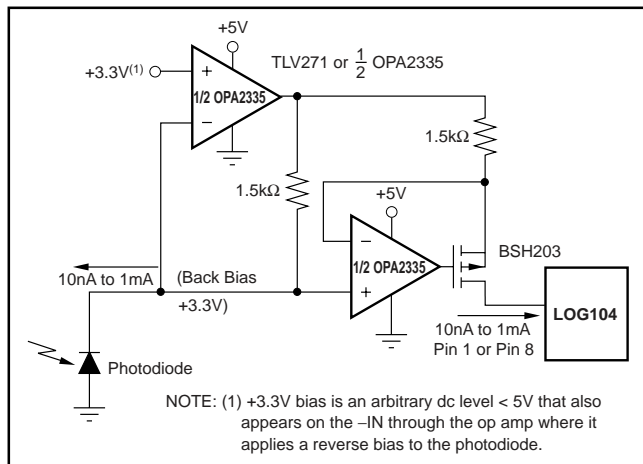 +5V
TLV271 or 1/2 OPA2335
+3.3V(1)
+
1/2 OPA2335
–
1.5kΩ
1.5kΩ
+5V
–
BSH203
1/2 OPA2335
10nA to 1mA
(Back Bias
+3.3V)
+
LOG104
10nA to 1mA
Pin 1 or Pin 8
Photodiode
NOTE: (1) +3.3V bias is an arbitrary dc level < 5V that also
appears on the –IN through the op amp where it
applies a reverse bias to the photodiode.